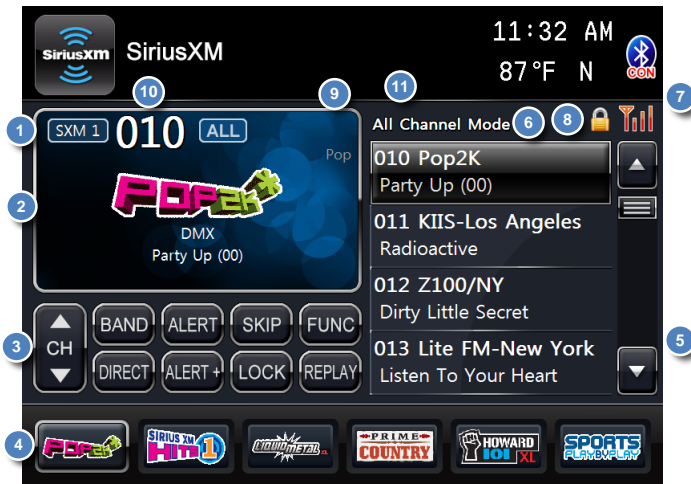 SiriusXM
SiriusXM
11:32 AM
87°F N
CON
10
9
11
7
1
SXM 1
010
ALL
All Channel Mode
6
8
Pop
010 Pop2K
Party Up (00)
2
POP2K
DMX
Party Up (00)
011 KIIS-Los Angeles
Radioactive
012 Z100/NY
Dirty Little Secret
3
CH
BAND
ALERT
SKIP
FUNC
DIRECT
ALERT +
LOCK
REPLAY
013 Lite FM-New York
Listen To Your Heart
5
4
POP2K
SIRIUS XM
HITS 1
LIQUID METAL
PRIME
COUNTRY
HOWARD
101 XL
SPORTS
PLAY BY PLAY